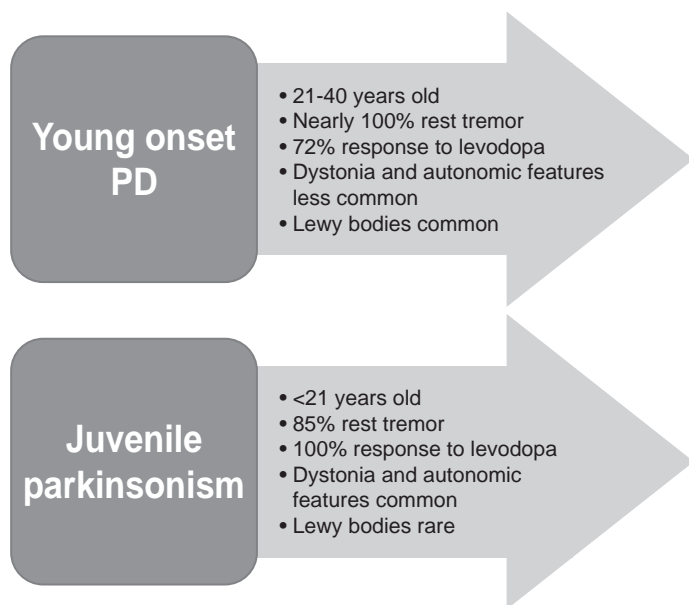 Young onset
PD
• 21-40 years old
• Nearly 100% rest tremor
• 72% response to levodopa
• Dystonia and autonomic features
less common
• Lewy bodies common
Juvenile
parkinsonism
• <21 years old
• 85% rest tremor
• 100% response to levodopa
• Dystonia and autonomic
features common
• Lewy bodies rare